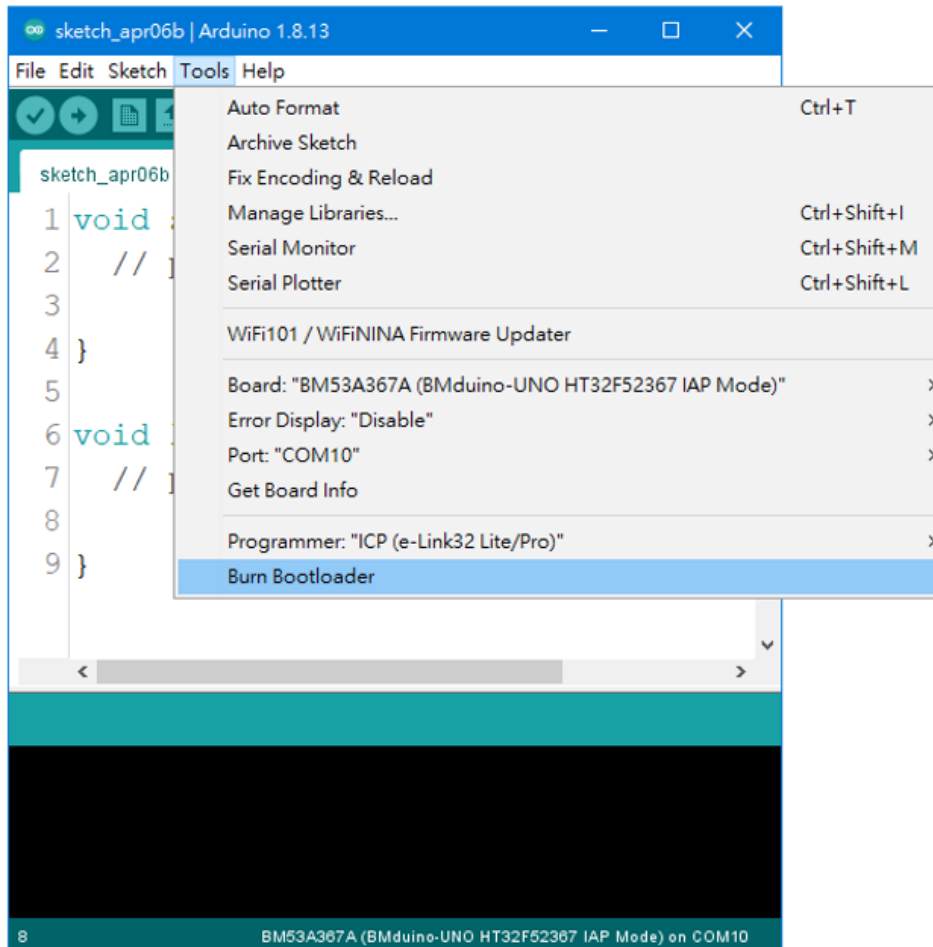 sketch_apr06b | Arduino 1.8.13
File Edit Sketch Tools Help
Auto Format Ctrl+T
Archive Sketch
Fix Encoding & Reload
Manage Libraries... Ctrl+Shift+I
Serial Monitor Ctrl+Shift+M
Serial Plotter Ctrl+Shift+L
WiFi101 / WiFiNINA Firmware Updater
Board: "BM53A367A (BMduino-UNO HT32F52367 IAP Mode)"
Error Display: "Disable"
Port: "COM10"
Get Board Info
Programmer: "ICP (e-Link32 Lite/Pro)"
Burn Bootloader
sketch_apr06b
1 void
2 //
3
4 }
5
6 void
7 //
8
9 }
8 BM53A367A (BMduino-UNO HT32F52367 IAP Mode) on COM10